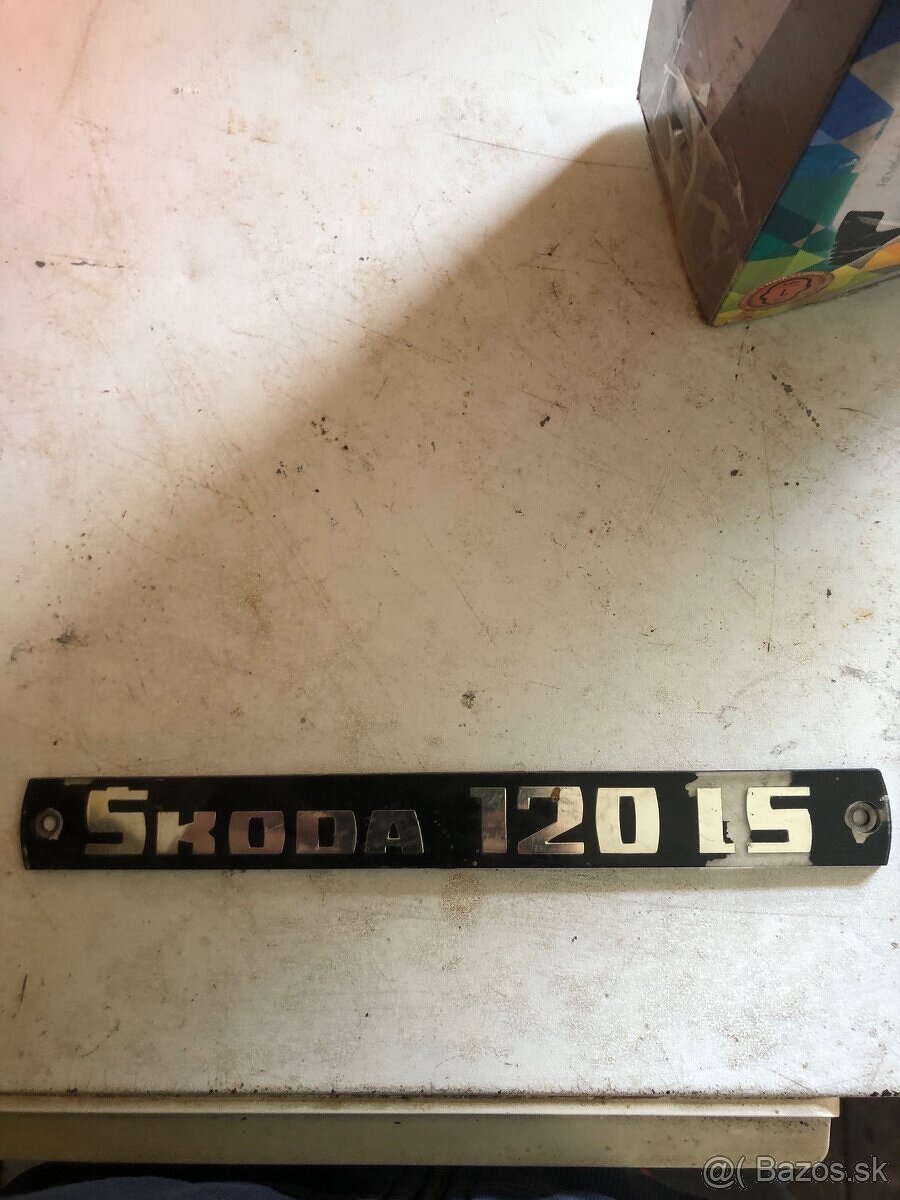 ŠKODA 120 LS
@( Bazos.sk